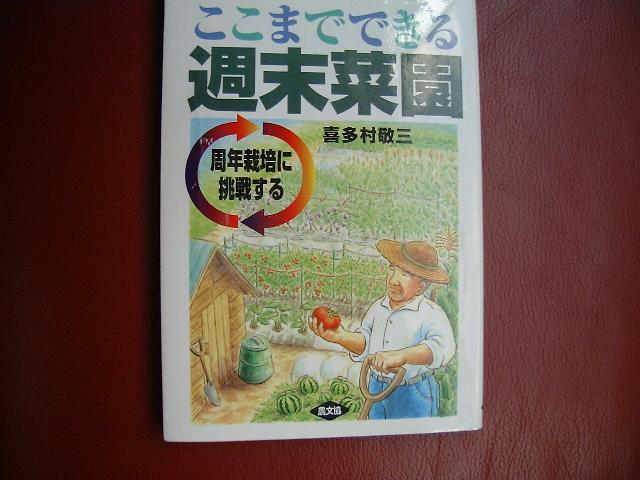 ここまでできる
週末菜園
喜多村敬三
周年栽培に
挑戦する
農文協